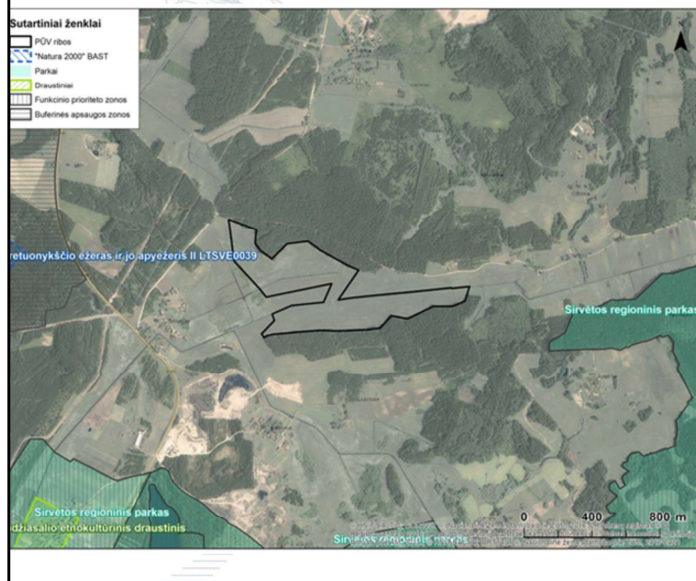 Sutartiniai ženklai
PŪV ribos
"Natura 2000" BAST
Parkai
Draustiniai
Funkcinio prioriteto zonos
Buferinės apsaugos zonos
retuonykščio ežeras ir jo apyežeris II LTSVE0039
Sirvėtos regioninis parkas
Sirvėtos regioninis parkas
džiasalio etnokultūrinis draustinis
Sirvėtos regioninis parkas
0 400 800 m